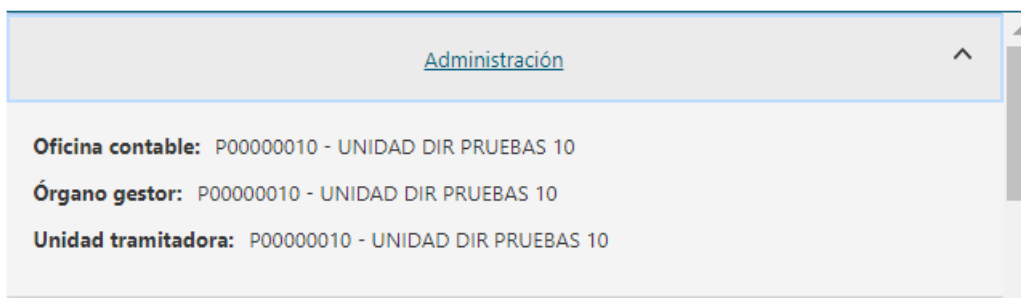 Administración
Oficina contable: P00000010 - UNIDAD DIR PRUEBAS 10
Órgano gestor: P00000010 - UNIDAD DIR PRUEBAS 10
Unidad tramitadora: P00000010 - UNIDAD DIR PRUEBAS 10